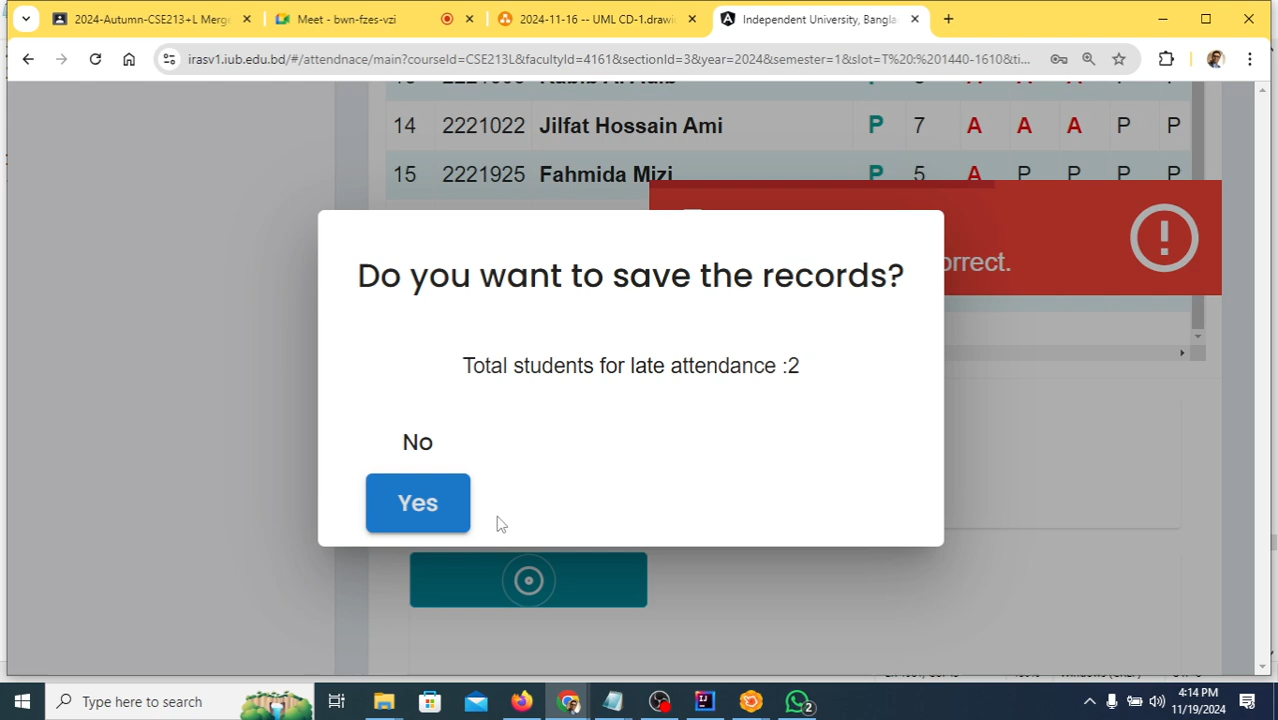 2024-Autumn-CSE213+L Merge
Meet - bwn-fzes-vzi
2024-11-16 -- UML CD-1.drawi
Independent University, Bangla
irasv1.iub.edu.bd/#/attendnace/main?courseId=CSE213L&facultyId=4161&sectionId=3&year=2024&semester=1&slot=T%20:%201440-1610&ti...
14 2221022 Jilfat Hossain Ami P 7 A A A P P
15 2221925 Fahmida Mizi P 5 A P P P P
orrect.
Do you want to save the records?
Total students for late attendance :2
No
Yes
Type here to search
2
4:14 PM
11/19/2024